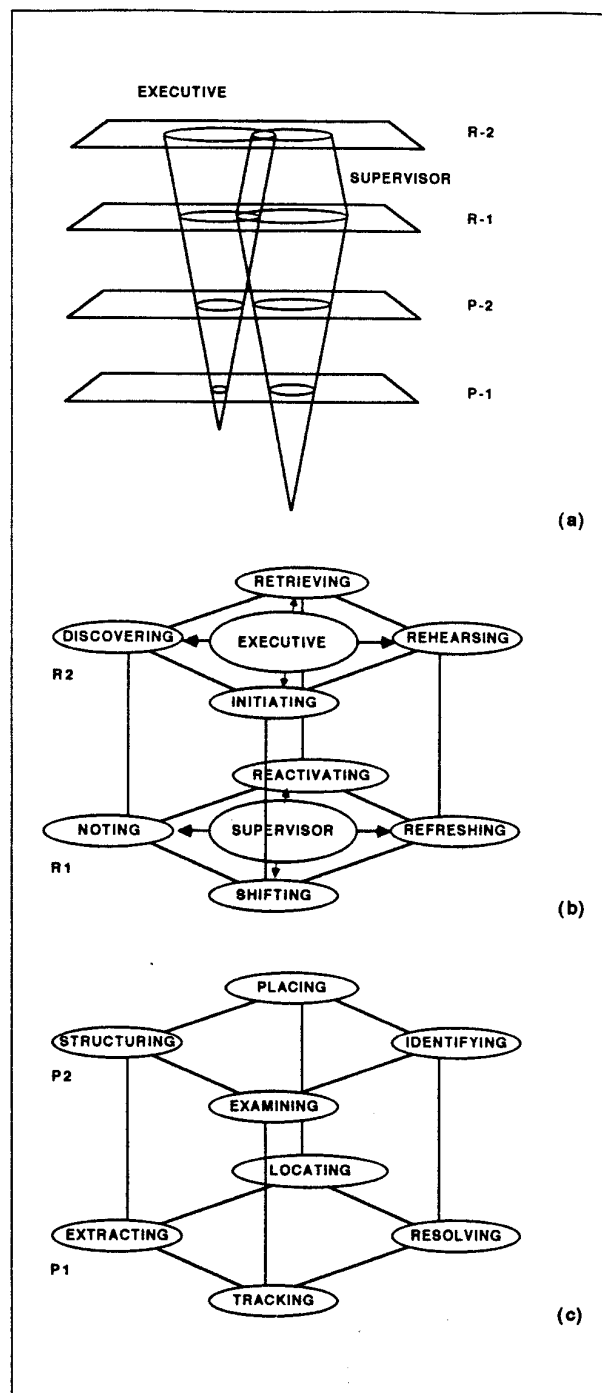 EXECUTIVE
R-2
SUPERVISOR
R-1
P-2
P-1
(a)
RETRIEVING
DISCOVERING
EXECUTIVE
REHEARSING
R2
INITIATING
REACTIVATING
NOTING
SUPERVISOR
REFRESHING
R1
SHIFTING
(b)
PLACING
STRUCTURING
IDENTIFYING
P2
EXAMINING
LOCATING
EXTRACTING
RESOLVING
P1
TRACKING
(c)